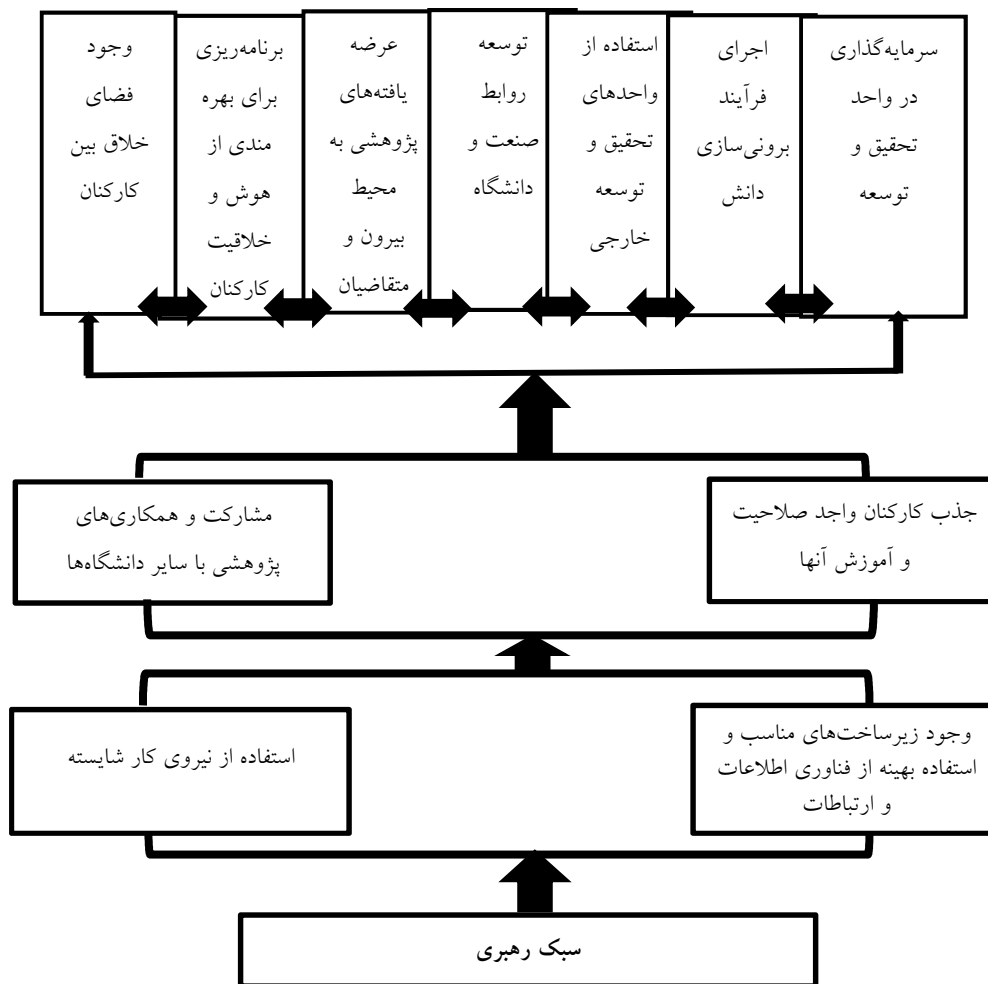 سرمایه‌گذاری
در واحد
تحقیق و
توسعه
اجرای
فرآیند
برونی‌سازی
دانش
استفاده از
واحدهای
تحقیق و
توسعه
خارجی
توسعه
روابط
صنعت و
دانشگاه
عرضه
یافته‌های
پژوهشی به
محیط
بیرون و
متقاضیان
برنامه‌ریزی
برای بهره
مندی از
هوش و
خلاقیت
کارکنان
وجود
فضای
خلاق بین
کارکنان
جذب کارکنان واجد صلاحیت
و آموزش آنها
مشارکت و همکاری‌های
پژوهشی با سایر دانشگاه‌ها
وجود زیرساخت‌های مناسب و
استفاده بهینه از فناوری اطلاعات
و ارتباطات
استفاده از نیروی کار شایسته
سبک رهبری